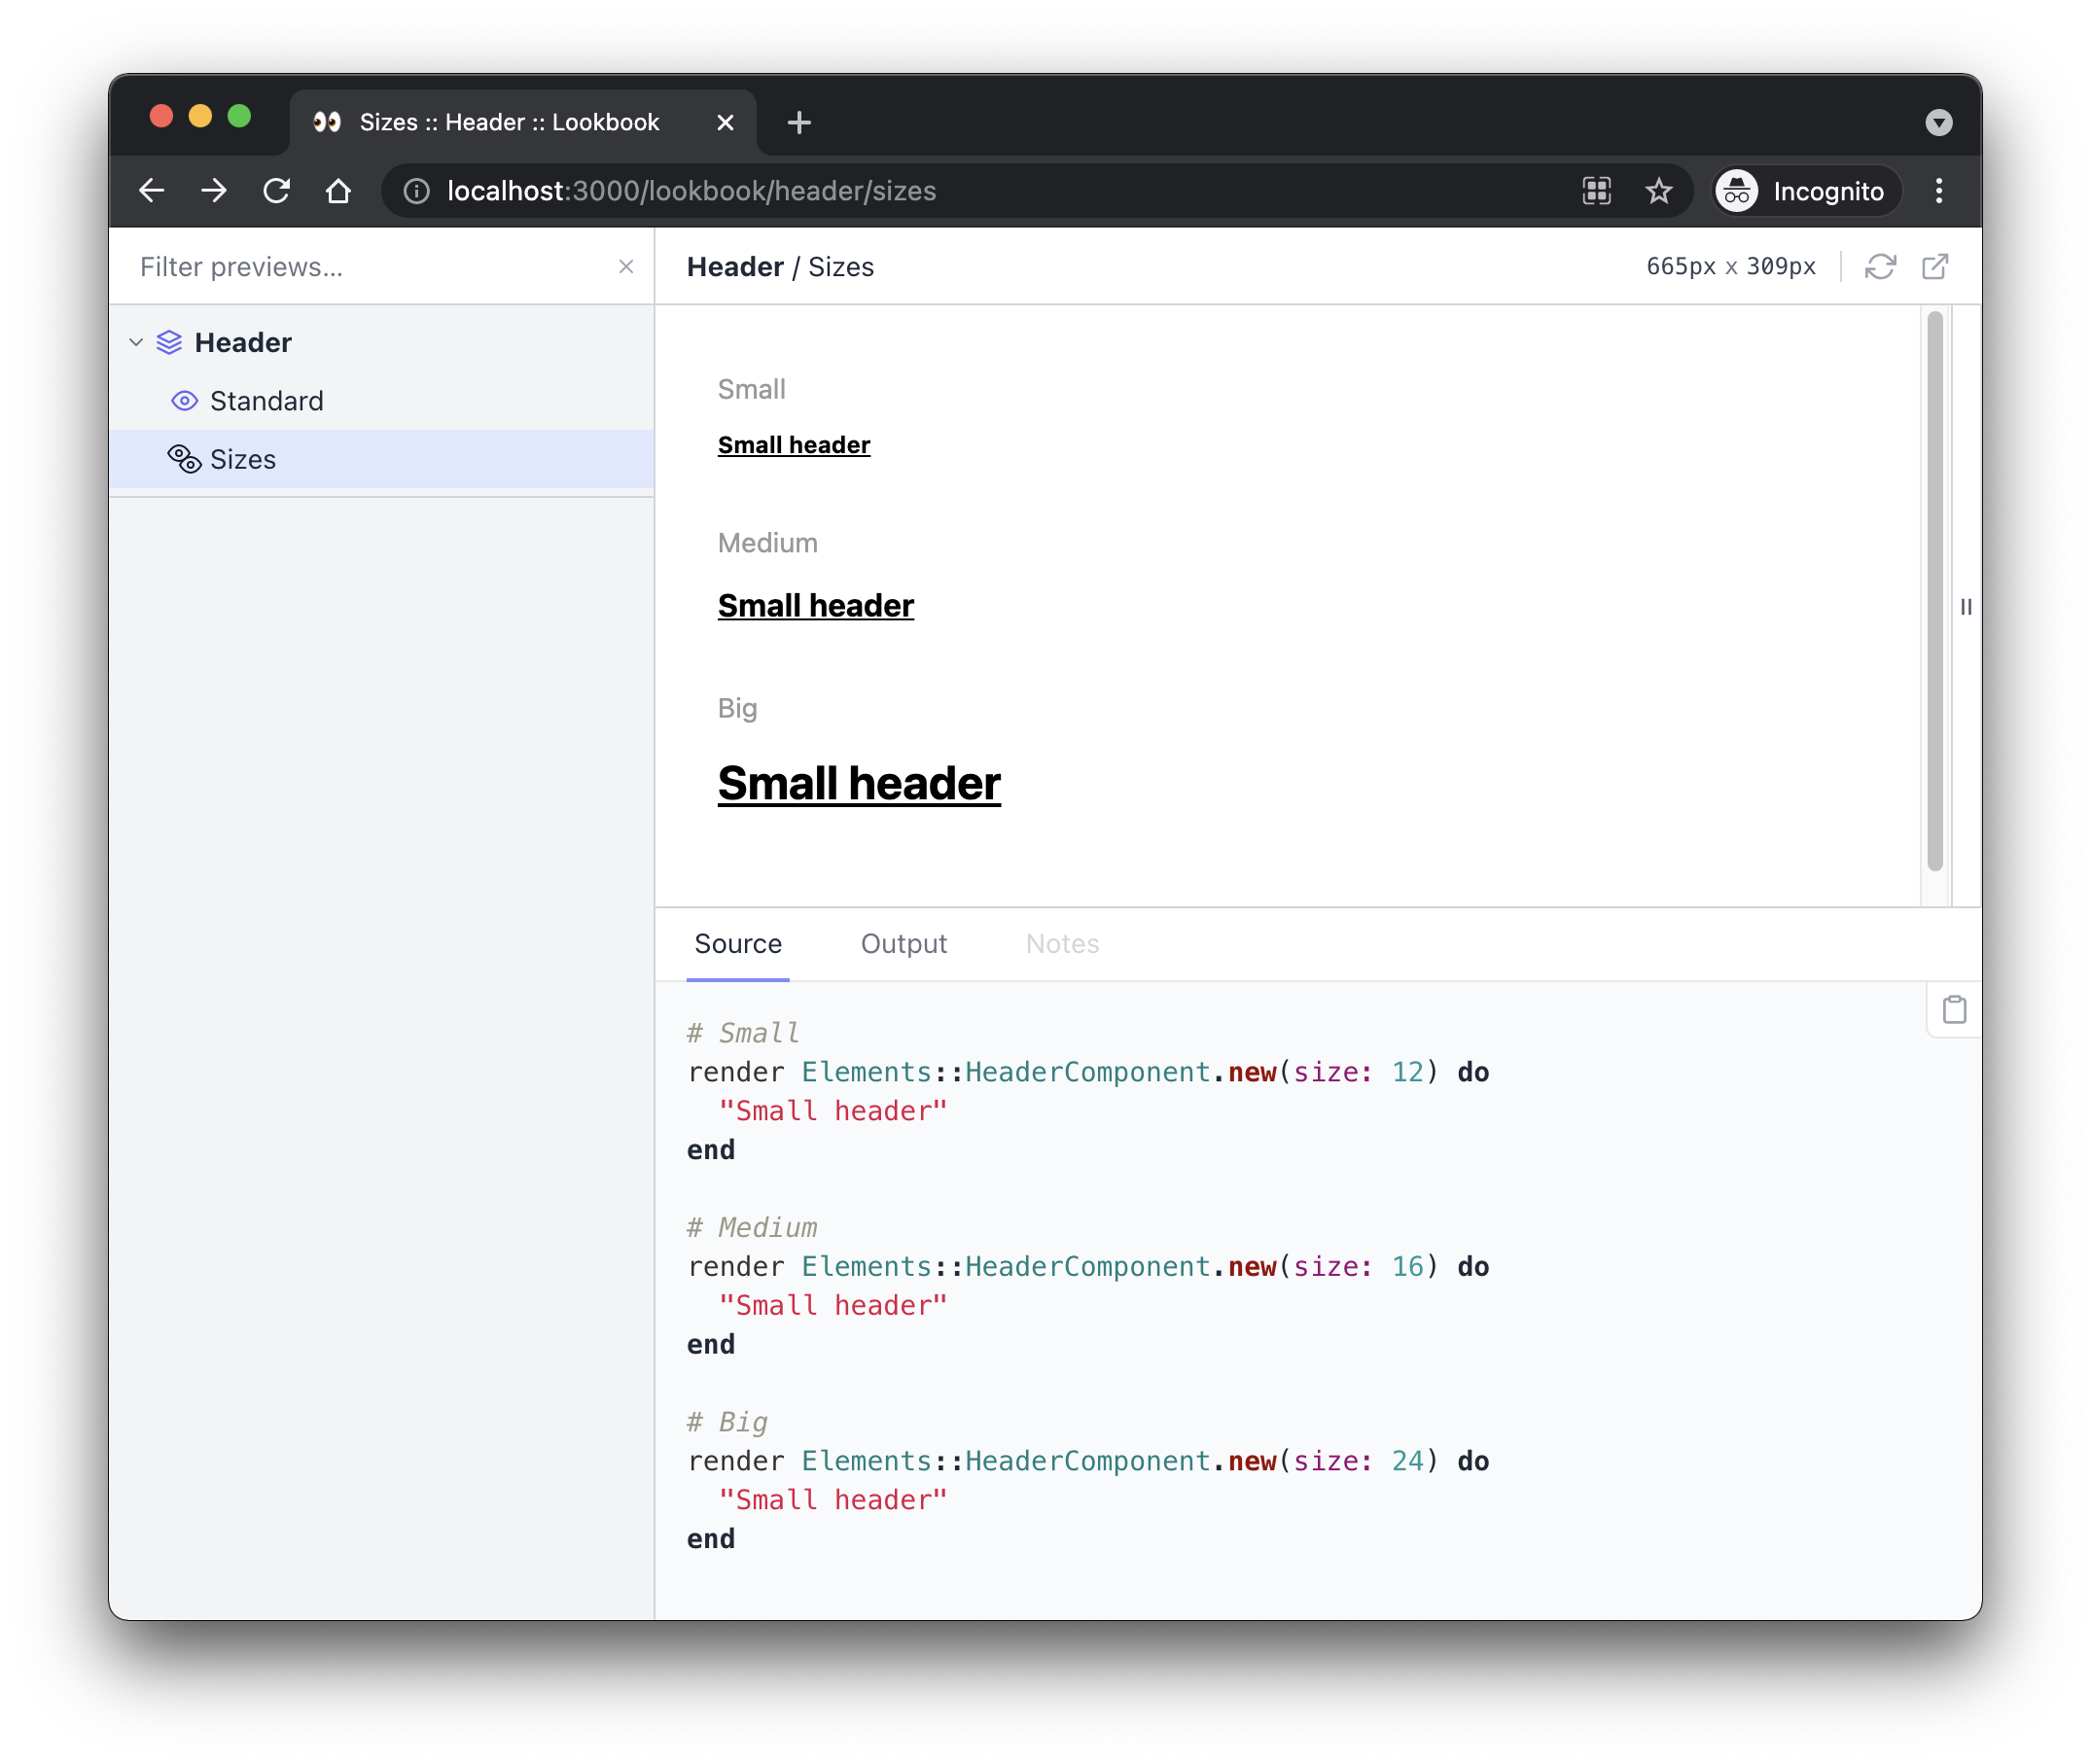 Sizes :: Header :: Lookbook
localhost:3000/lookbook/header/sizes
Incognito
Filter previews...
Header / Sizes
665px x 309px
Header
Standard
Sizes
Small
Small header
Medium
Small header
Big
Small header
Source Output Notes
# Small
render Elements::HeaderComponent.new(size: 12) do
"Small header"
end
# Medium
render Elements::HeaderComponent.new(size: 16) do
"Small header"
end
# Big
render Elements::HeaderComponent.new(size: 24) do
"Small header"
end